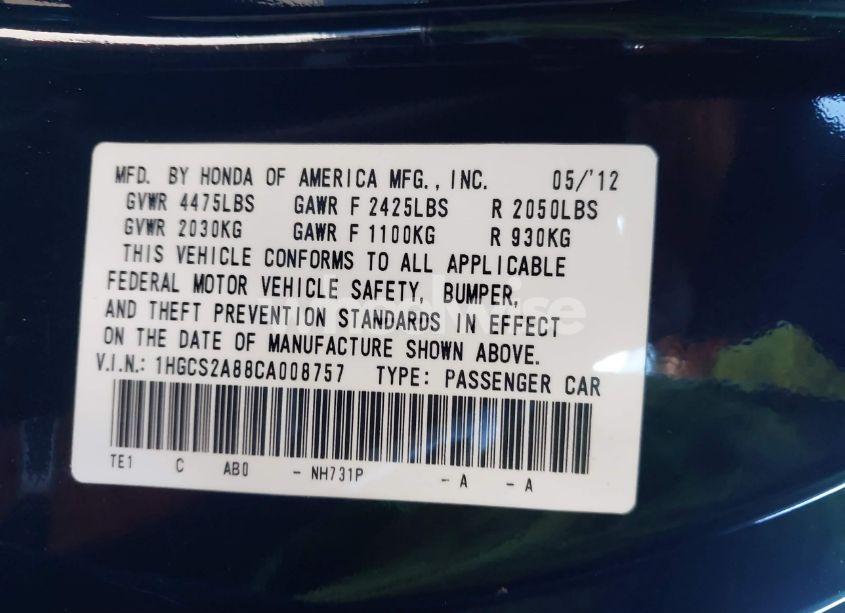 MFD. BY HONDA OF AMERICA MFG., INC. 05/'12
GVWR 4475LBS GAWR F 2425LBS R 2050LBS
GVWR 2030KG GAWR F 1100KG R 930KG
THIS VEHICLE CONFORMS TO ALL APPLICABLE
FEDERAL MOTOR VEHICLE SAFETY, BUMPER,
AND THEFT PREVENTION STANDARDS IN EFFECT
ON THE DATE OF MANUFACTURE SHOWN ABOVE.
V.I.N.: 1HGCS2A88CA008757 TYPE: PASSENGER CAR
TE1 C AB0 - NH731P - A - A